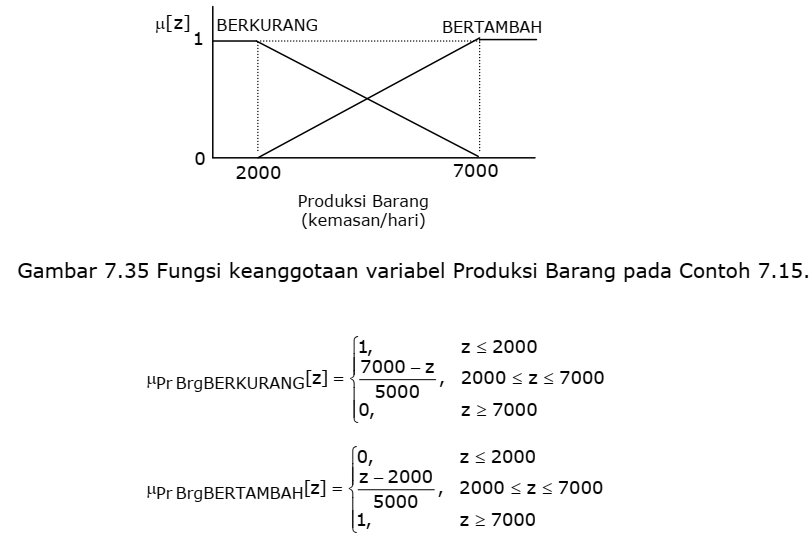 μ[z]
BERKURANG
BERTAMBAH
1
0
2000
7000
Produksi Barang
(kemasan/hari)
Gambar 7.35 Fungsi keanggotaan variabel Produksi Barang pada Contoh 7.15.
1, z ≤ 2000
7000 − z
μPr BrgBERKURANG[z] = , 2000 ≤ z ≤ 7000
5000
0, z ≥ 7000
0, z ≤ 2000
z − 2000
μPr BrgBERTAMBAH[z] = , 2000 ≤ z ≤ 7000
5000
1, z ≥ 7000